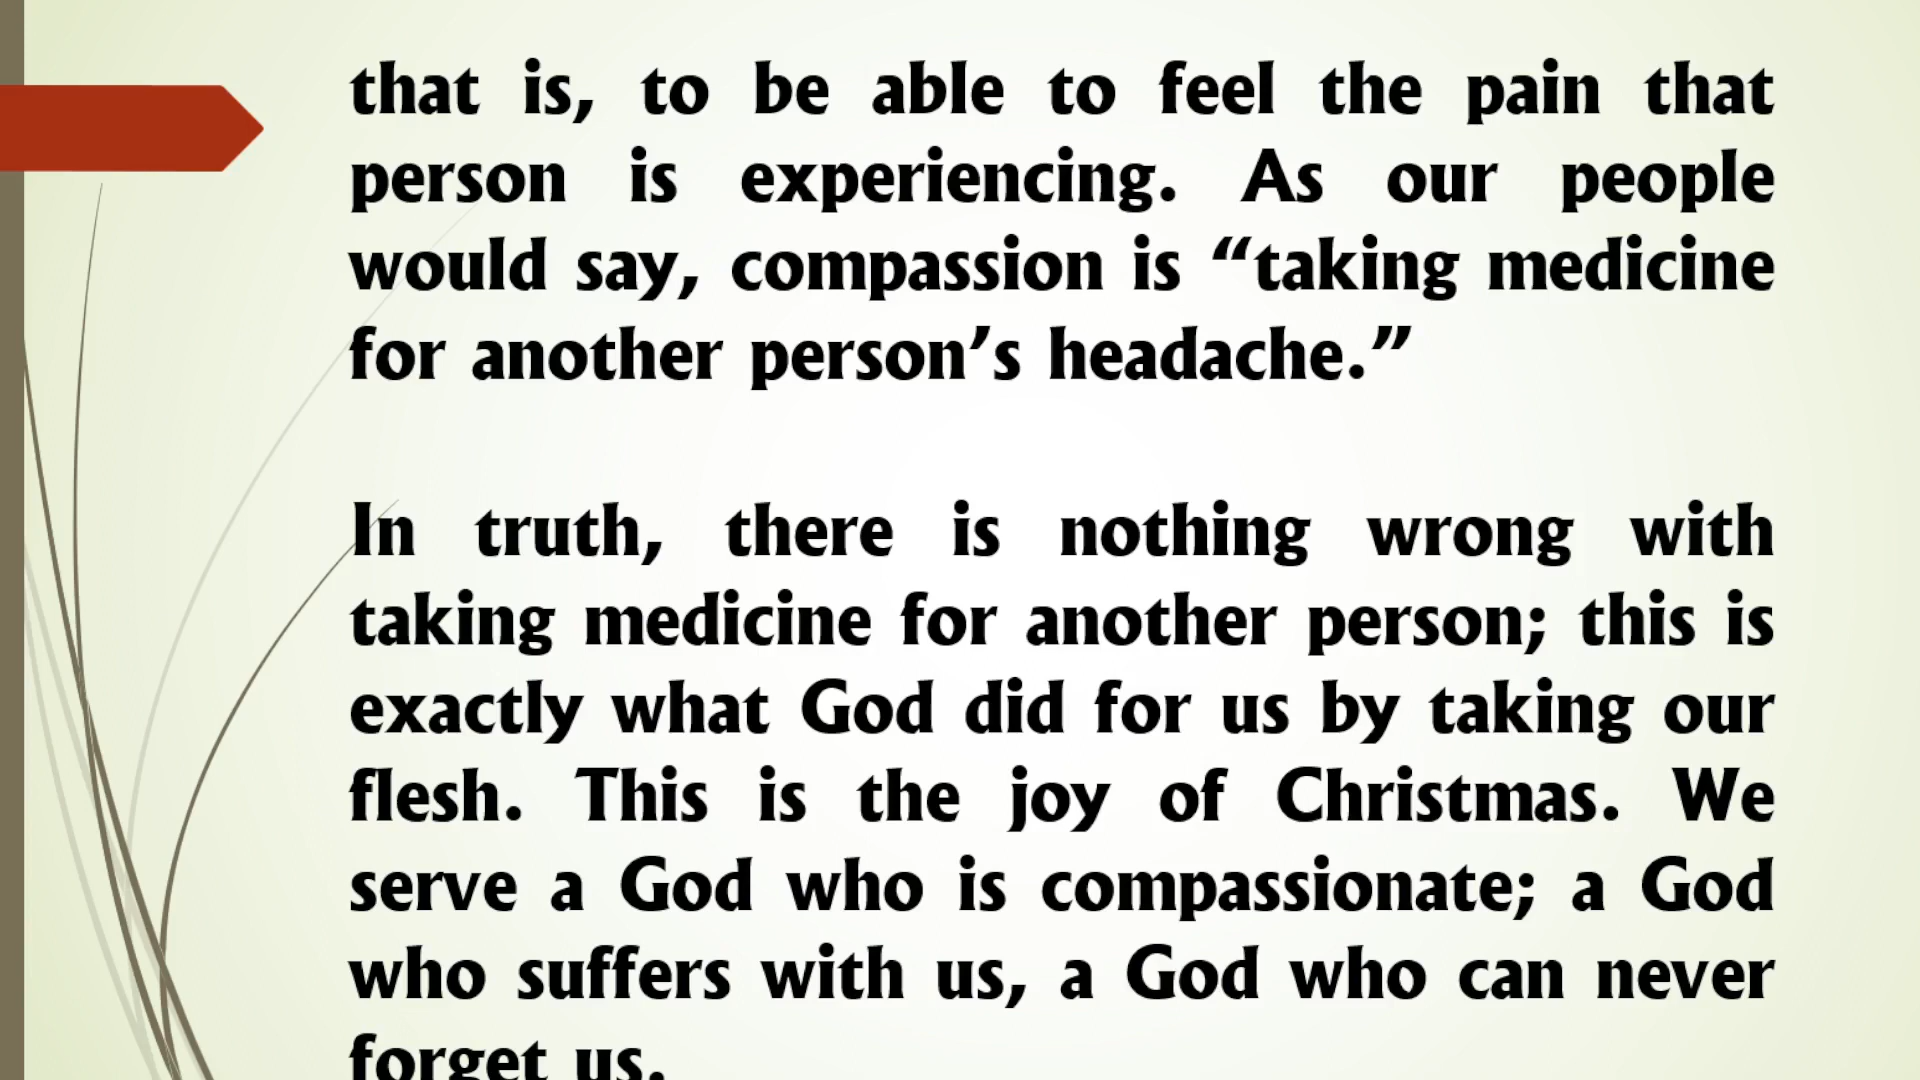 that is, to be able to feel the pain that
person is experiencing. As our people
would say, compassion is “taking medicine
for another person’s headache.”
In truth, there is nothing wrong with
taking medicine for another person; this is
exactly what God did for us by taking our
flesh. This is the joy of Christmas. We
serve a God who is compassionate; a God
who suffers with us, a God who can never
forget us.